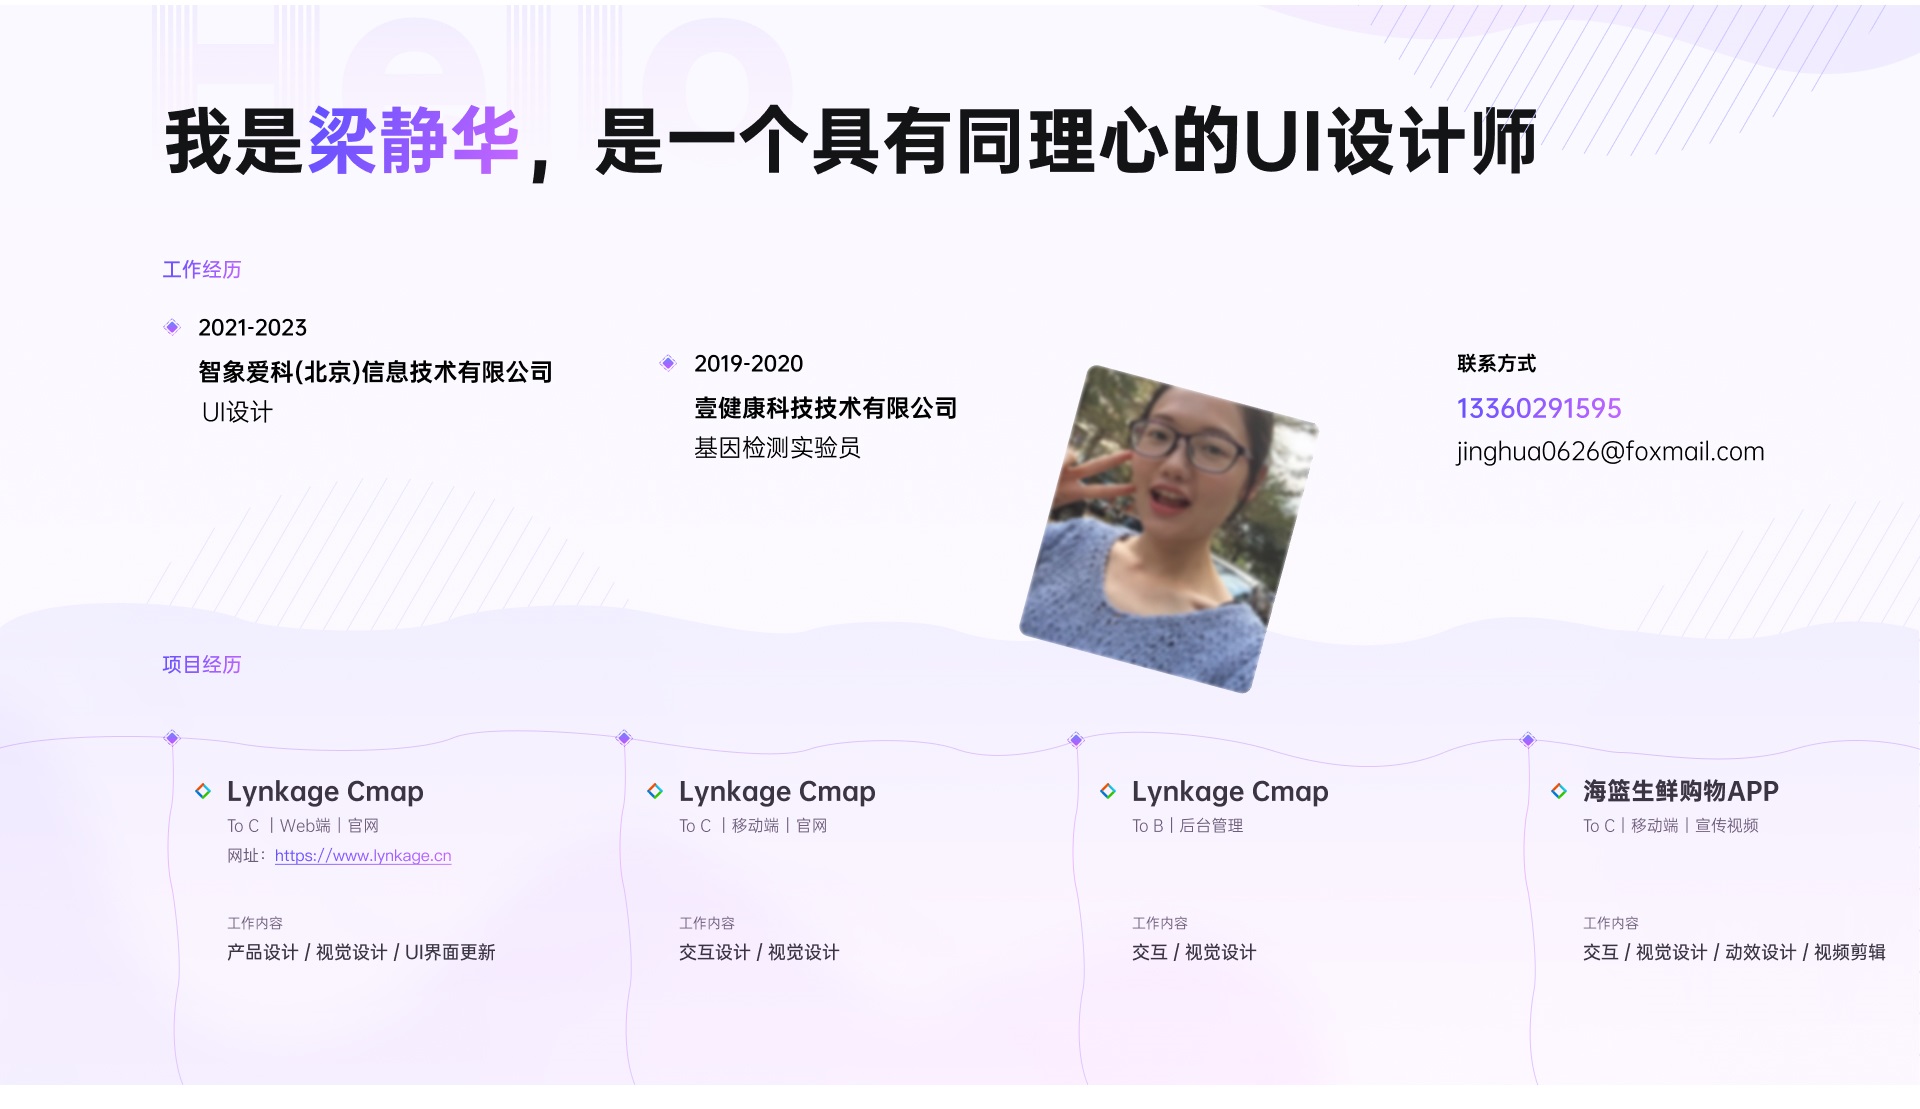 Hello
我是梁静华，是一个具有同理心的UI设计师
工作经历
2021-2023
智象爱科(北京)信息技术有限公司
UI设计
2019-2020
壹健康科技技术有限公司
基因检测实验员
联系方式
13360291595
jinghua0626@foxmail.com
项目经历
Lynkage Cmap
To C ｜Web端｜官网
网址：https://www.lynkage.cn
工作内容
产品设计 / 视觉设计 / UI界面更新
Lynkage Cmap
To C ｜移动端｜官网
工作内容
交互设计 / 视觉设计
Lynkage Cmap
To B｜后台管理
工作内容
交互 / 视觉设计
海篮生鲜购物APP
To C｜移动端｜宣传视频
工作内容
交互 / 视觉设计 / 动效设计 / 视频剪辑